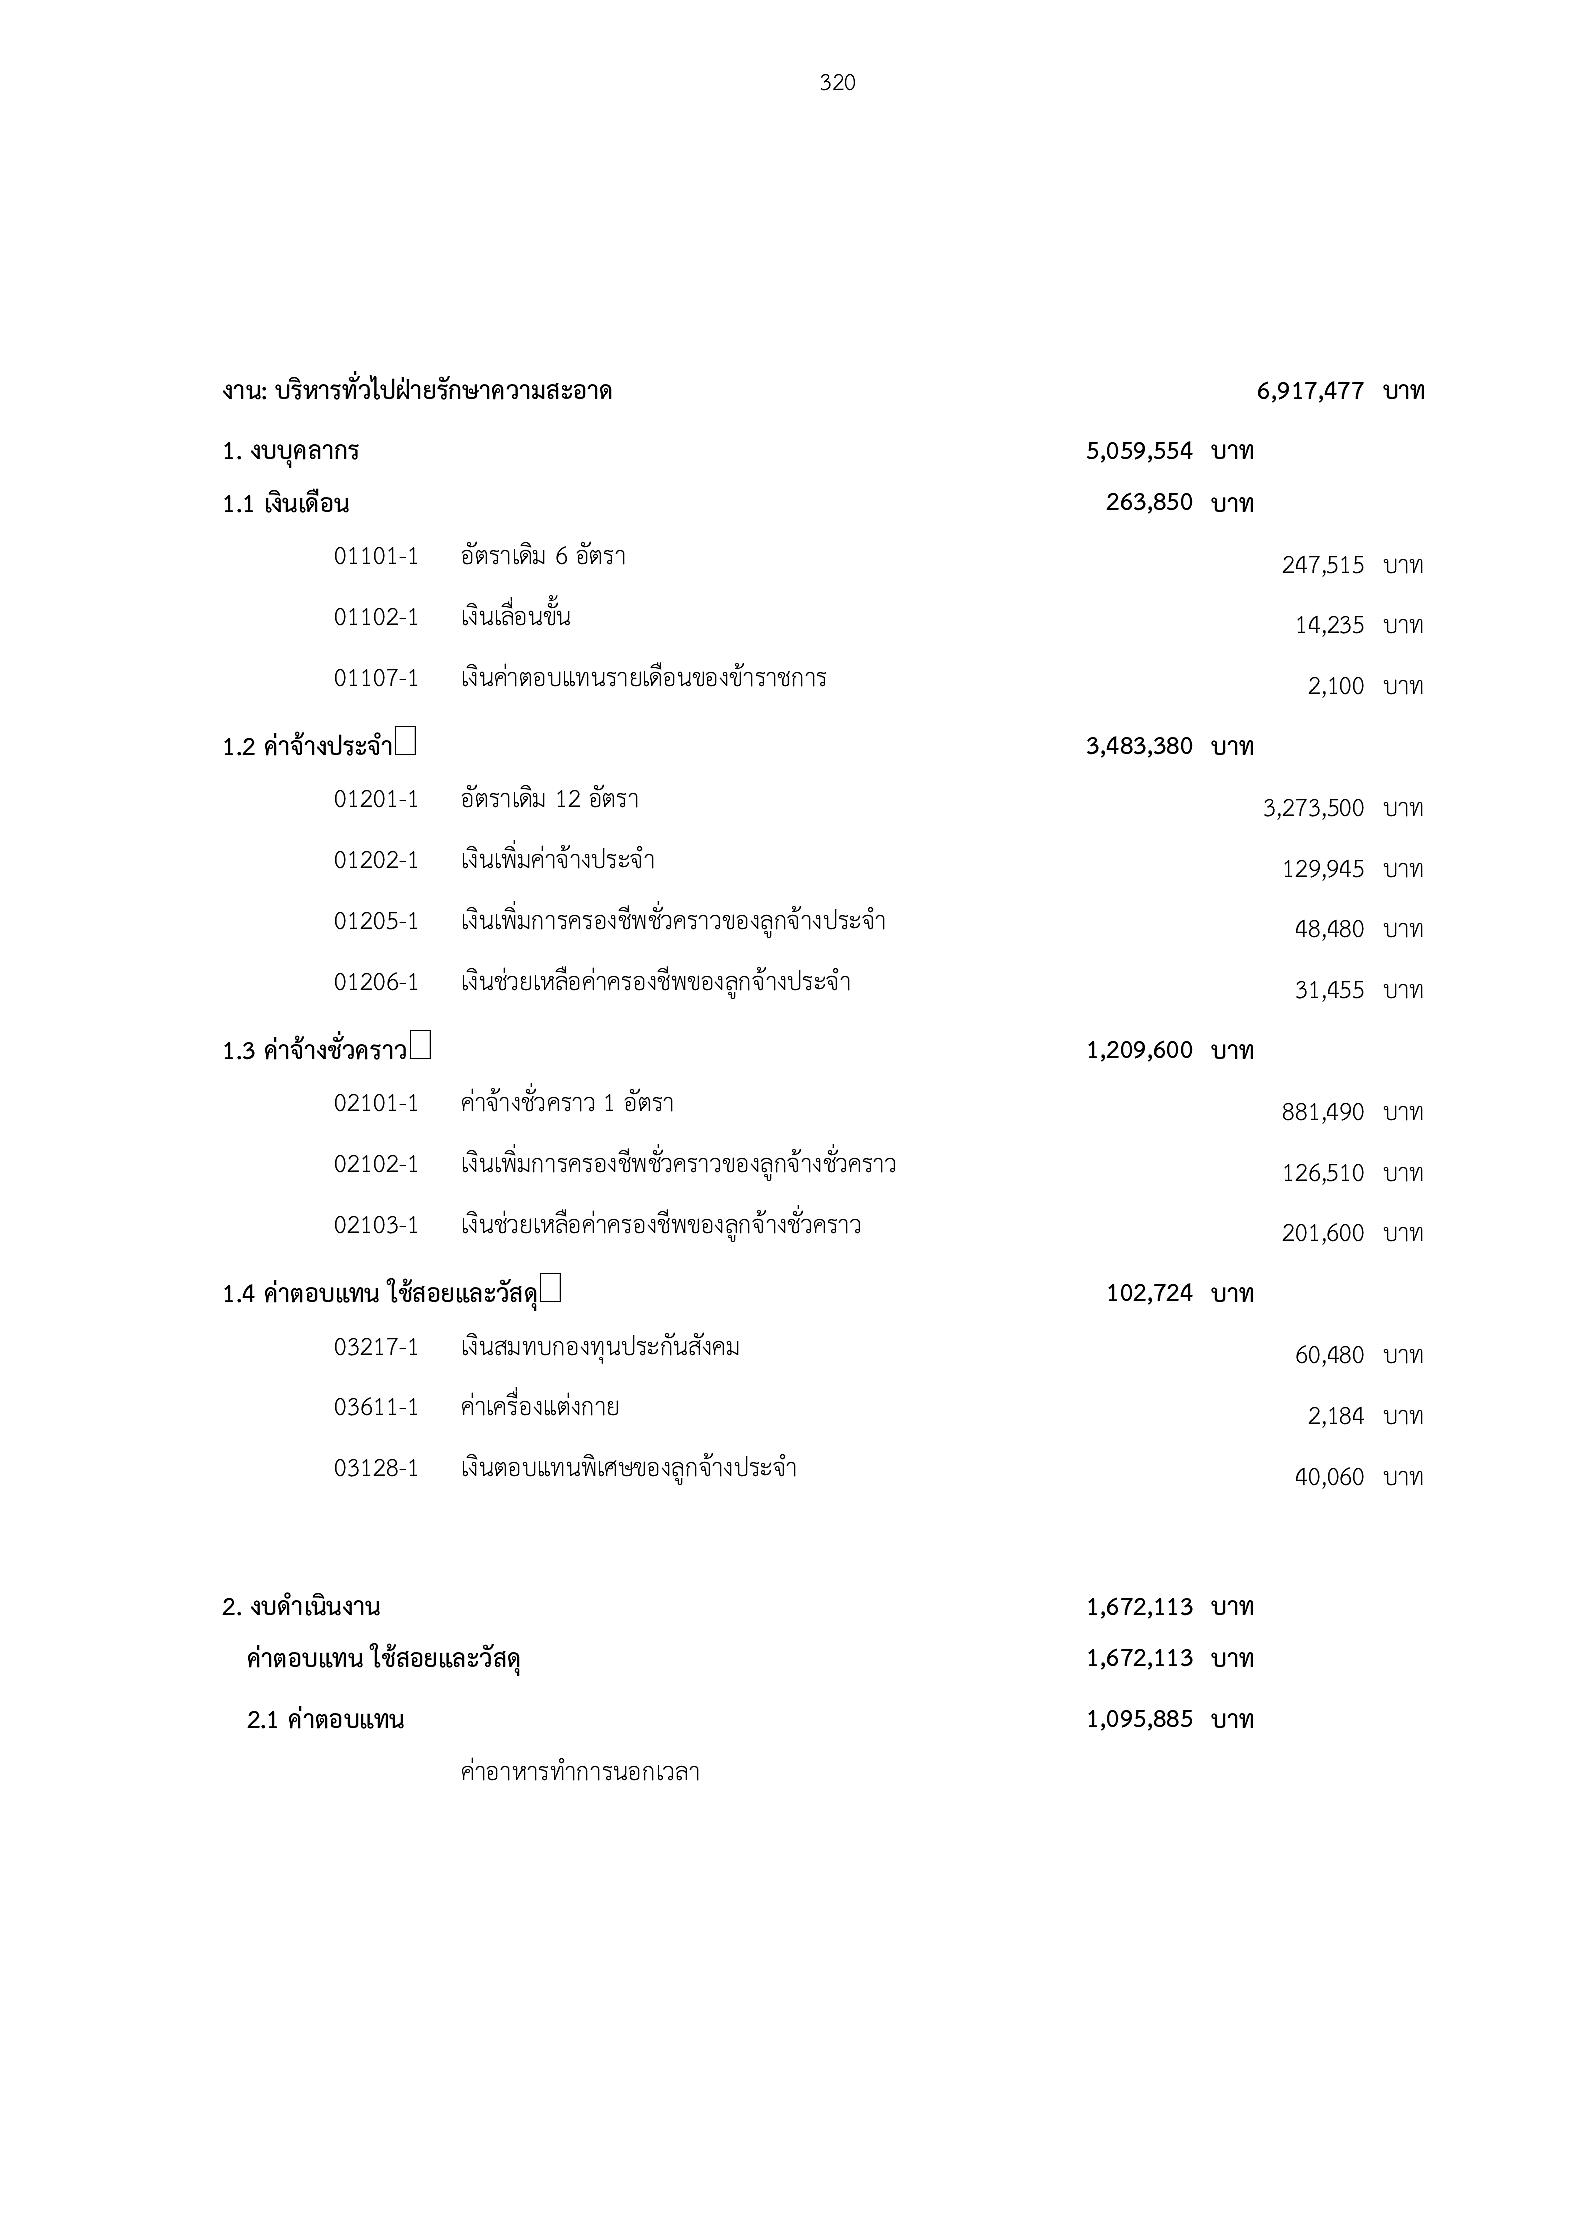 320
งาน: บริหารทั่วไปฝ่ายรักษาความสะอาด 6,917,477 บาท
1. งบบุคลากร 5,059,554 บาท
1.1 เงินเดือน 263,850 บาท
01101-1 อัตราเดิม 6 อัตรา 247,515 บาท
01102-1 เงินเลื่อนขั้น 14,235 บาท
01107-1 เงินค่าตอบแทนรายเดือนของข้าราชการ 2,100 บาท
1.2 ค่าจ้างประจำ 3,483,380 บาท
01201-1 อัตราเดิม 12 อัตรา 3,273,500 บาท
01202-1 เงินเพิ่มค่าจ้างประจำ 129,945 บาท
01205-1 เงินเพิ่มการครองชีพชั่วคราวของลูกจ้างประจำ 48,480 บาท
01206-1 เงินช่วยเหลือค่าครองชีพของลูกจ้างประจำ 31,455 บาท
1.3 ค่าจ้างชั่วคราว 1,209,600 บาท
02101-1 ค่าจ้างชั่วคราว 1 อัตรา 881,490 บาท
02102-1 เงินเพิ่มการครองชีพชั่วคราวของลูกจ้างชั่วคราว 126,510 บาท
02103-1 เงินช่วยเหลือค่าครองชีพของลูกจ้างชั่วคราว 201,600 บาท
1.4 ค่าตอบแทน ใช้สอยและวัสดุ 102,724 บาท
03217-1 เงินสมทบกองทุนประกันสังคม 60,480 บาท
03611-1 ค่าเครื่องแต่งกาย 2,184 บาท
03128-1 เงินตอบแทนพิเศษของลูกจ้างประจำ 40,060 บาท
2. งบดำเนินงาน 1,672,113 บาท
ค่าตอบแทน ใช้สอยและวัสดุ 1,672,113 บาท
2.1 ค่าตอบแทน 1,095,885 บาท
ค่าอาหารทำการนอกเวลา